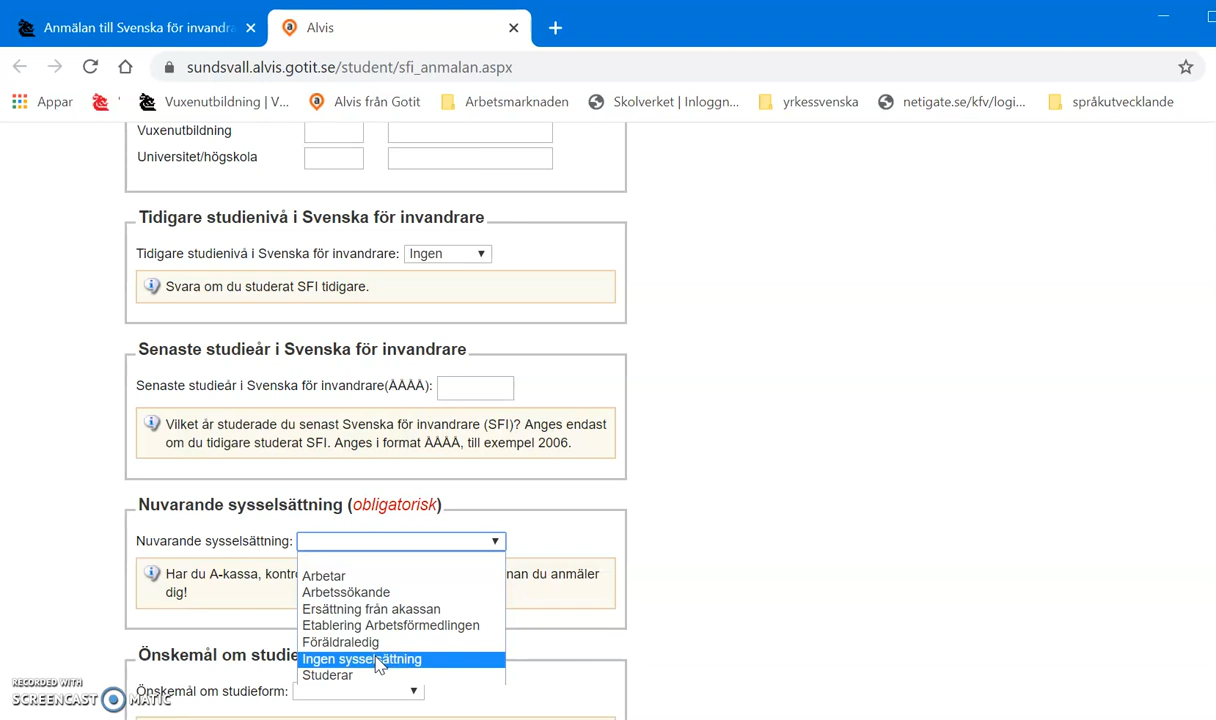 Anmälan till Svenska för invandra
Alvis
sundsvall.alvis.gotit.se/student/sfi_anmalan.aspx
Appar
Vuxenutbildning | V...
Alvis från Gotit
Arbetsmarknaden
Skolverket | Inloggn...
yrkessvenska
netigate.se/kfv/logi...
språkutvecklande
Vuxenutbildning
Universitet/högskola
Tidigare studienivå i Svenska för invandrare
Tidigare studienivå i Svenska för invandrare: Ingen
Svara om du studerat SFI tidigare.
Senaste studieår i Svenska för invandrare
Senaste studieår i Svenska för invandrare(ÅÅÅÅ):
Vilket år studerade du senast Svenska för invandrare (SFI)? Anges endast
om du tidigare studerat SFI. Anges i format ÅÅÅÅ, till exempel 2006.
Nuvarande sysselsättning (obligatorisk)
Nuvarande sysselsättning:
Har du A-kassa, kontr nan du anmäler
dig!
Arbetar
Arbetssökande
Ersättning från akassan
Etablering Arbetsförmedlingen
Föräldraledig
Ingen sysselsättning
Studerar
Önskemål om studie
Önskemål om studieform:
RECORDED WITH
SCREENCAST MATIC